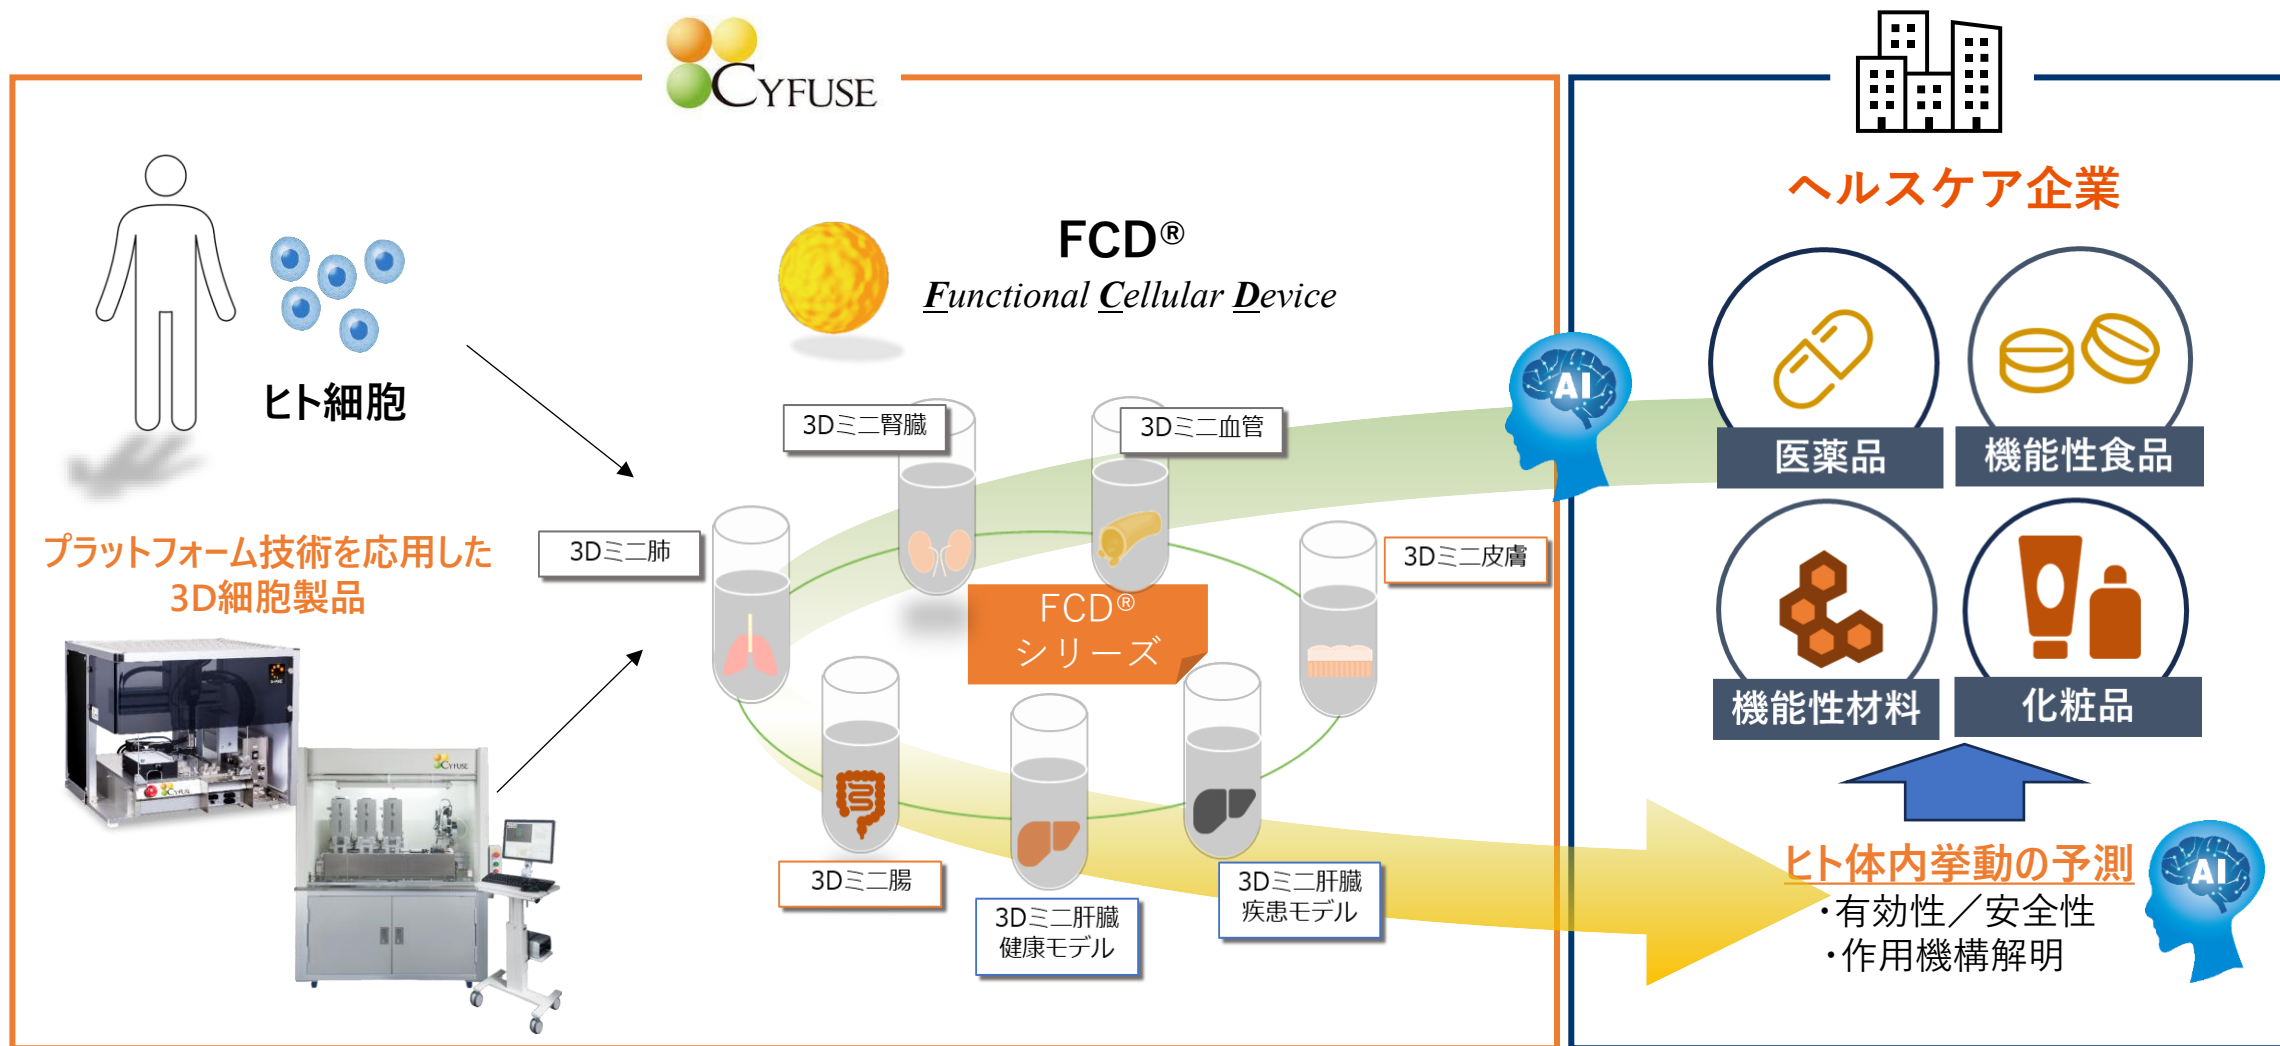 CYFUSE
ヘルスケア企業
FCD®
Functional Cellular Device
ヒト細胞
プラットフォーム技術を応用した
3D細胞製品
3Dミニ腎臓
3Dミニ血管
3Dミニ肺
3Dミニ皮膚
FCD®
シリーズ
3Dミニ腸
3Dミニ肝臓
健康モデル
3Dミニ肝臓
疾患モデル
CYFUSE
CYFUSE
AI
医薬品
機能性食品
機能性材料
化粧品
ヒト体内挙動の予測
・有効性／安全性
・作用機構解明
AI